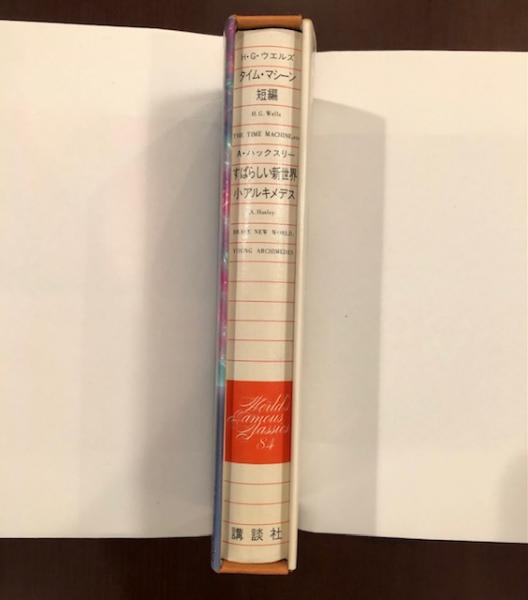 H・G・ウエルズ
タイム・マシーン
短編
H.G. Wells
THE TIME MACHINE,
A・ハックスリー
すばらしい新世界
小アルキメデス
A. Huxley
BRAVE NEW WORLD,
YOUNG ARCHIMEDES
World's
Famous
Classics
84
講談社